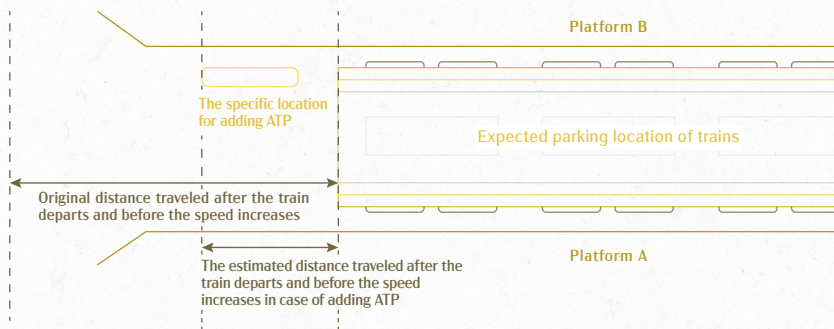 Platform B
The specific location
for adding ATP
Expected parking location of trains
Original distance traveled after the train
departs and before the speed increases
The estimated distance traveled after the
train departs and before the speed
increases in case of adding ATP
Platform A